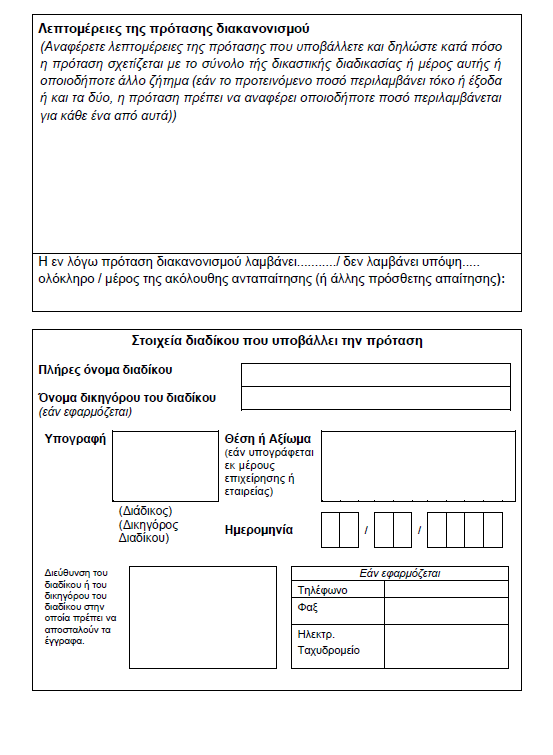 Λεπτομέρειες της πρότασης διακανονισμού
(Αναφέρετε λεπτομέρειες της πρότασης που υποβάλλετε και δηλώστε κατά πόσο
η πρόταση σχετίζεται με το σύνολο τής δικαστικής διαδικασίας ή μέρος αυτής ή
οποιοδήποτε άλλο ζήτημα (εάν το προτεινόμενο ποσό περιλαμβάνει τόκο ή έξοδα
ή και τα δύο, η πρόταση πρέπει να αναφέρει οποιοδήποτε ποσό περιλαμβάνεται
για κάθε ένα από αυτά))
Η εν λόγω πρόταση διακανονισμού λαμβάνει.........../ δεν λαμβάνει υπόψη.....
ολόκληρο / μέρος της ακόλουθης ανταπαίτησης (ή άλλης πρόσθετης απαίτησης):
Στοιχεία διαδίκου που υποβάλλει την πρόταση
Πλήρες όνομα διαδίκου
Όνομα δικηγόρου του διαδίκου
(εάν εφαρμόζεται)
Υπογραφή
Θέση ή Αξίωμα
(εάν υπογράφεται
εκ μέρους
επιχείρησης ή
εταιρείας)
(Διάδικος)
(Δικηγόρος
Διαδίκου)
Ημερομηνία
/ /
Διεύθυνση του
διαδίκου ή του
δικηγόρου του
διαδίκου στην
οποία πρέπει να
αποσταλούν τα
έγγραφα.
Εάν εφαρμόζεται
Τηλέφωνο
Φαξ
Ηλεκτρ.
Ταχυδρομείο